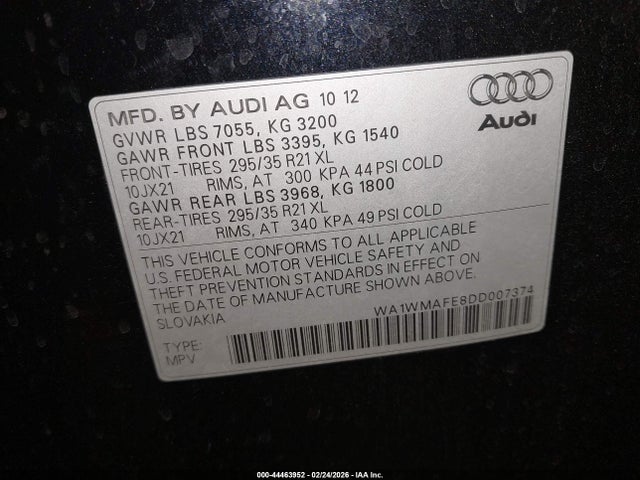 MFD. BY AUDI AG 10 12
GVWR LBS 7055, KG 3200
GAWR FRONT LBS 3395, KG 1540
FRONT-TIRES 295/35 R21 XL
10JX21 RIMS, AT 300 KPA 44 PSI COLD
GAWR REAR LBS 3968, KG 1800
REAR-TIRES 295/35 R21 XL
10JX21 RIMS, AT 340 KPA 49 PSI COLD
THIS VEHICLE CONFORMS TO ALL APPLICABLE
U.S. FEDERAL MOTOR VEHICLE SAFETY AND
THEFT PREVENTION STANDARDS IN EFFECT ON
THE DATE OF MANUFACTURE SHOWN ABOVE.
SLOVAKIA
WA1WMAFE8DD007374
TYPE:
MPV
Audi
000-44463952 - 02/24/2026 - IAA Inc.